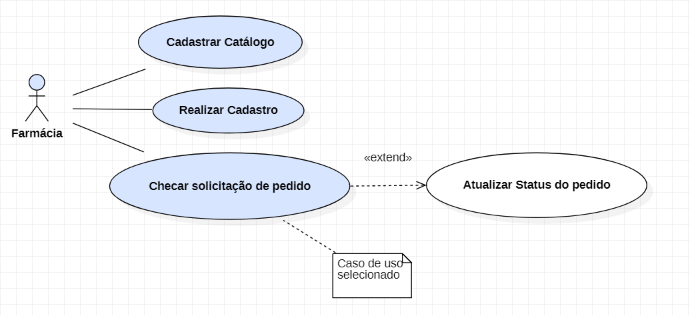 Cadastrar Catálogo
Realizar Cadastro
Farmácia
«extend»
Checar solicitação de pedido
Atualizar Status do pedido
Caso de uso
selecionado